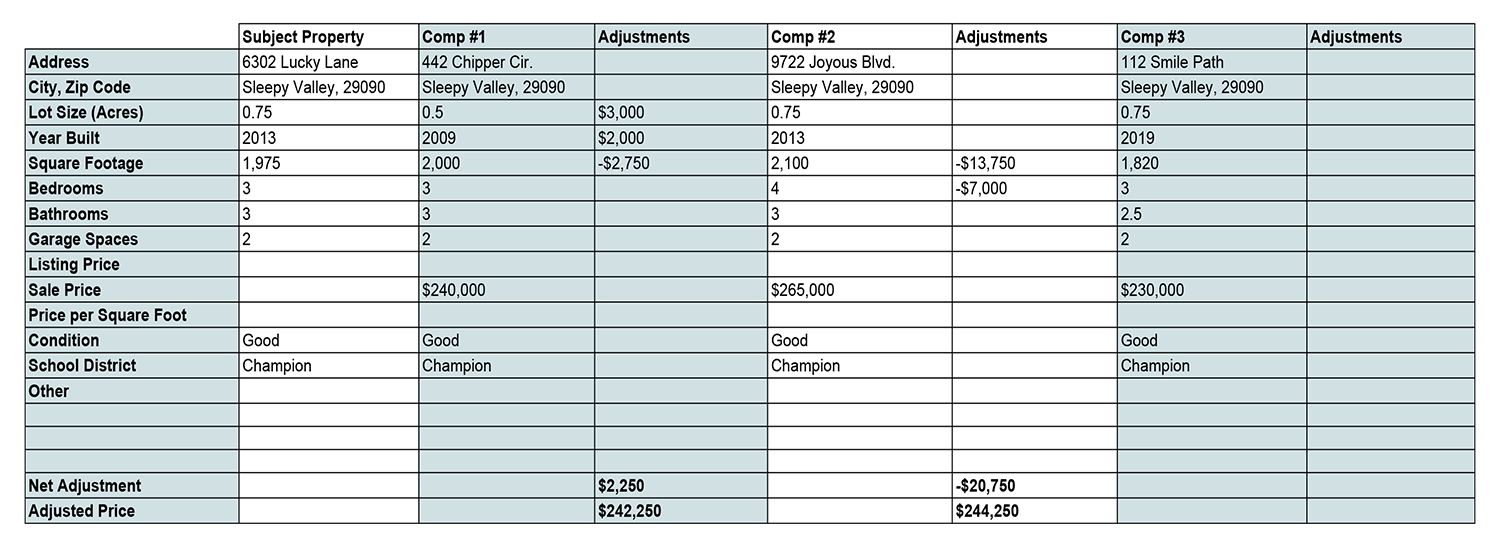 Subject Property Comp #1 Adjustments Comp #2 Adjustments Comp #3 Adjustments
Address 6302 Lucky Lane 442 Chipper Cir. 9722 Joyous Blvd. 112 Smile Path
City, Zip Code Sleepy Valley, 29090 Sleepy Valley, 29090 Sleepy Valley, 29090 Sleepy Valley, 29090
Lot Size (Acres) 0.75 0.5 $3,000 0.75 0.75
Year Built 2013 2009 $2,000 2013 2019
Square Footage 1,975 2,000 -$2,750 2,100 -$13,750 1,820
Bedrooms 3 3 4 -$7,000 3
Bathrooms 3 3 3 2.5
Garage Spaces 2 2 2 2
Listing Price
Sale Price $240,000 $265,000 $230,000
Price per Square Foot
Condition Good Good Good Good
School District Champion Champion Champion Champion
Other
Net Adjustment $2,250 -$20,750
Adjusted Price $242,250 $244,250